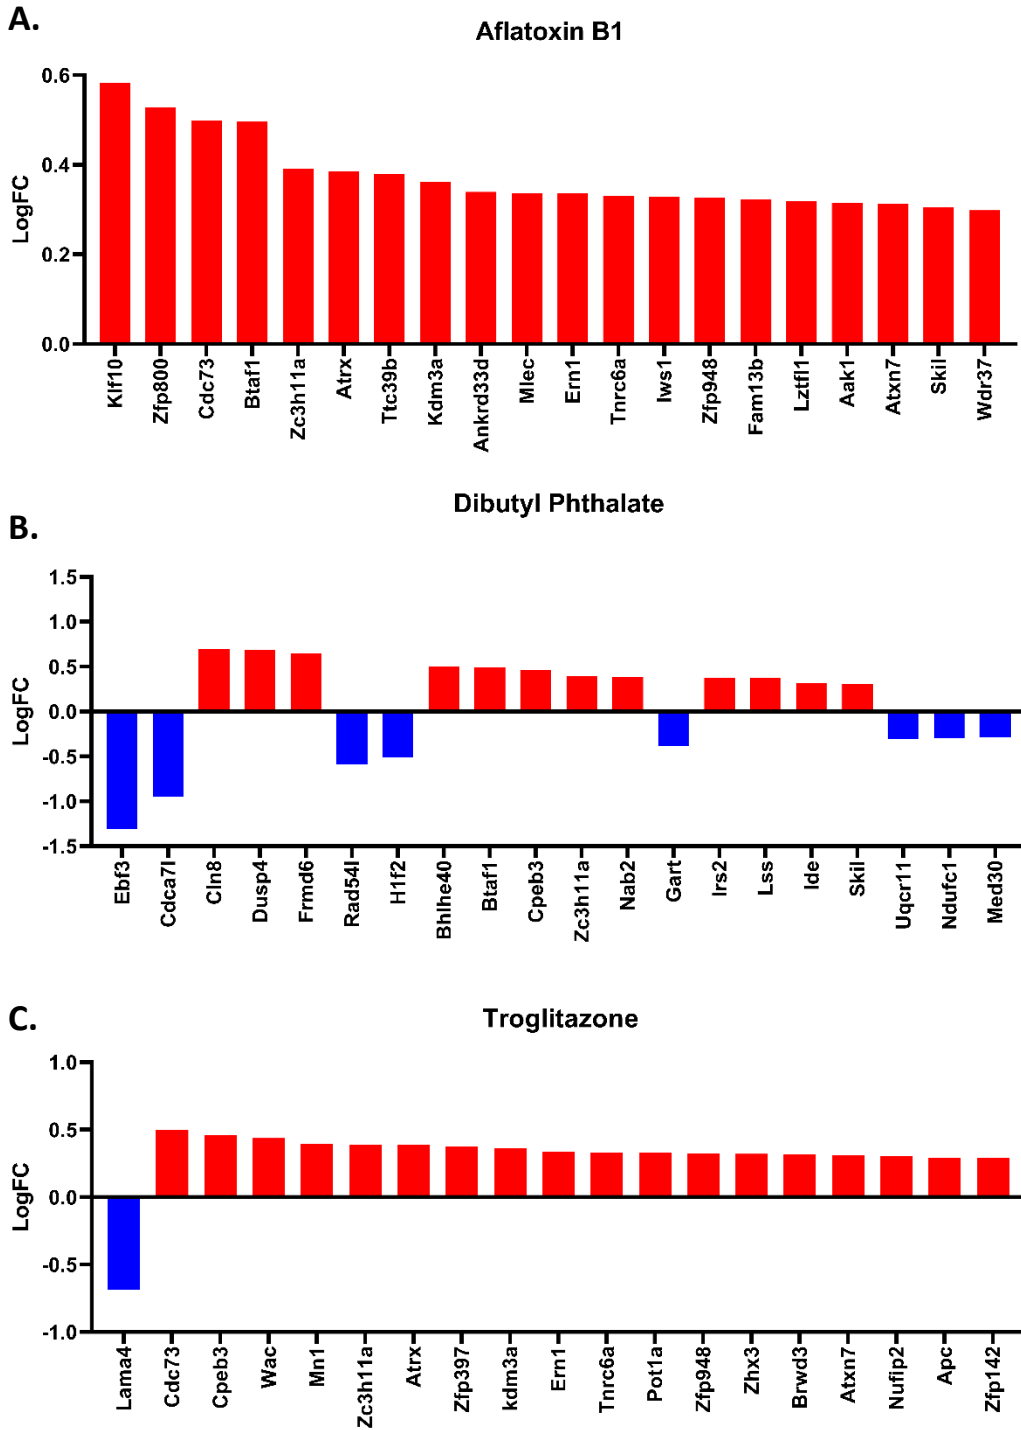 A.
Aflatoxin B1
LogFC
0.6
0.4
0.2
0.0
Klf10 Zfp800 Cdc73 Btaf1 Zc3h11a Atrx Ttc39b Kdm3a Ankrd33d Mlec Ern1 Tnrc6a Iws1 Zfp948 Fam13b Lztfl1 Aak1 Atxn7 Skil Wdr37
B.
Dibutyl Phthalate
LogFC
1.5
1.0
0.5
0.0
-0.5
-1.0
-1.5
Ebf3 Cdca7l Cln8 Dusp4 Frmd6 Rad54l H1f2 Bhlhe40 Btaf1 Cpeb3 Zc3h11a Nab2 Gart Irs2 Lss Ide Skil Uqcr11 Ndufc1 Med30
C.
Troglitazone
LogFC
1.0
0.5
0.0
-0.5
-1.0
Lama4 Cdc73 Cpeb3 Wac Mn1 Zc3h11a Atrx Zfp397 kdm3a Ern1 Tnrc6a Pot1a Zfp948 Zhx3 Brwd3 Atxn7 Nufip2 Apc Zfp142